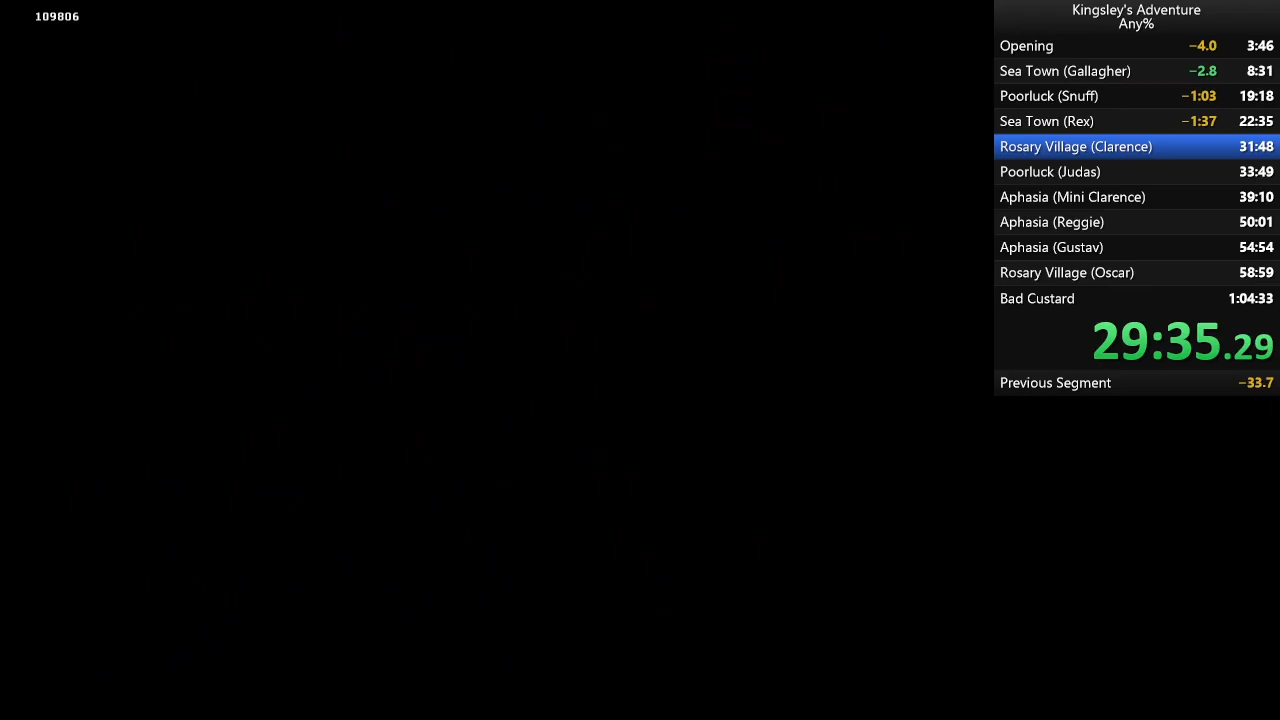 109806
Kingsley's Adventure
Any%
Opening −4.0 3:46
Sea Town (Gallagher) −2.8 8:31
Poorluck (Snuff) −1:03 19:18
Sea Town (Rex) −1:37 22:35
Rosary Village (Clarence) 31:48
Poorluck (Judas) 33:49
Aphasia (Mini Clarence) 39:10
Aphasia (Reggie) 50:01
Aphasia (Gustav) 54:54
Rosary Village (Oscar) 58:59
Bad Custard 1:04:33
29:35.29
Previous Segment −33.7